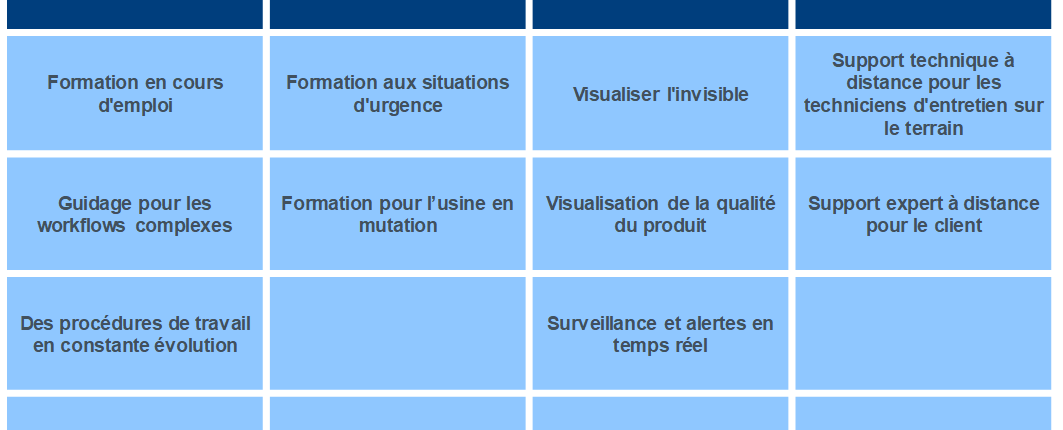 Formation en cours
d'emploi
Formation aux situations
d'urgence
Visualiser l'invisible
Support technique à
distance pour les
techniciens d'entretien sur
le terrain
Guidage pour les
workflows complexes
Formation pour l’usine en
mutation
Visualisation de la qualité
du produit
Support expert à distance
pour le client
Des procédures de travail
en constante évolution
Surveillance et alertes en
temps réel